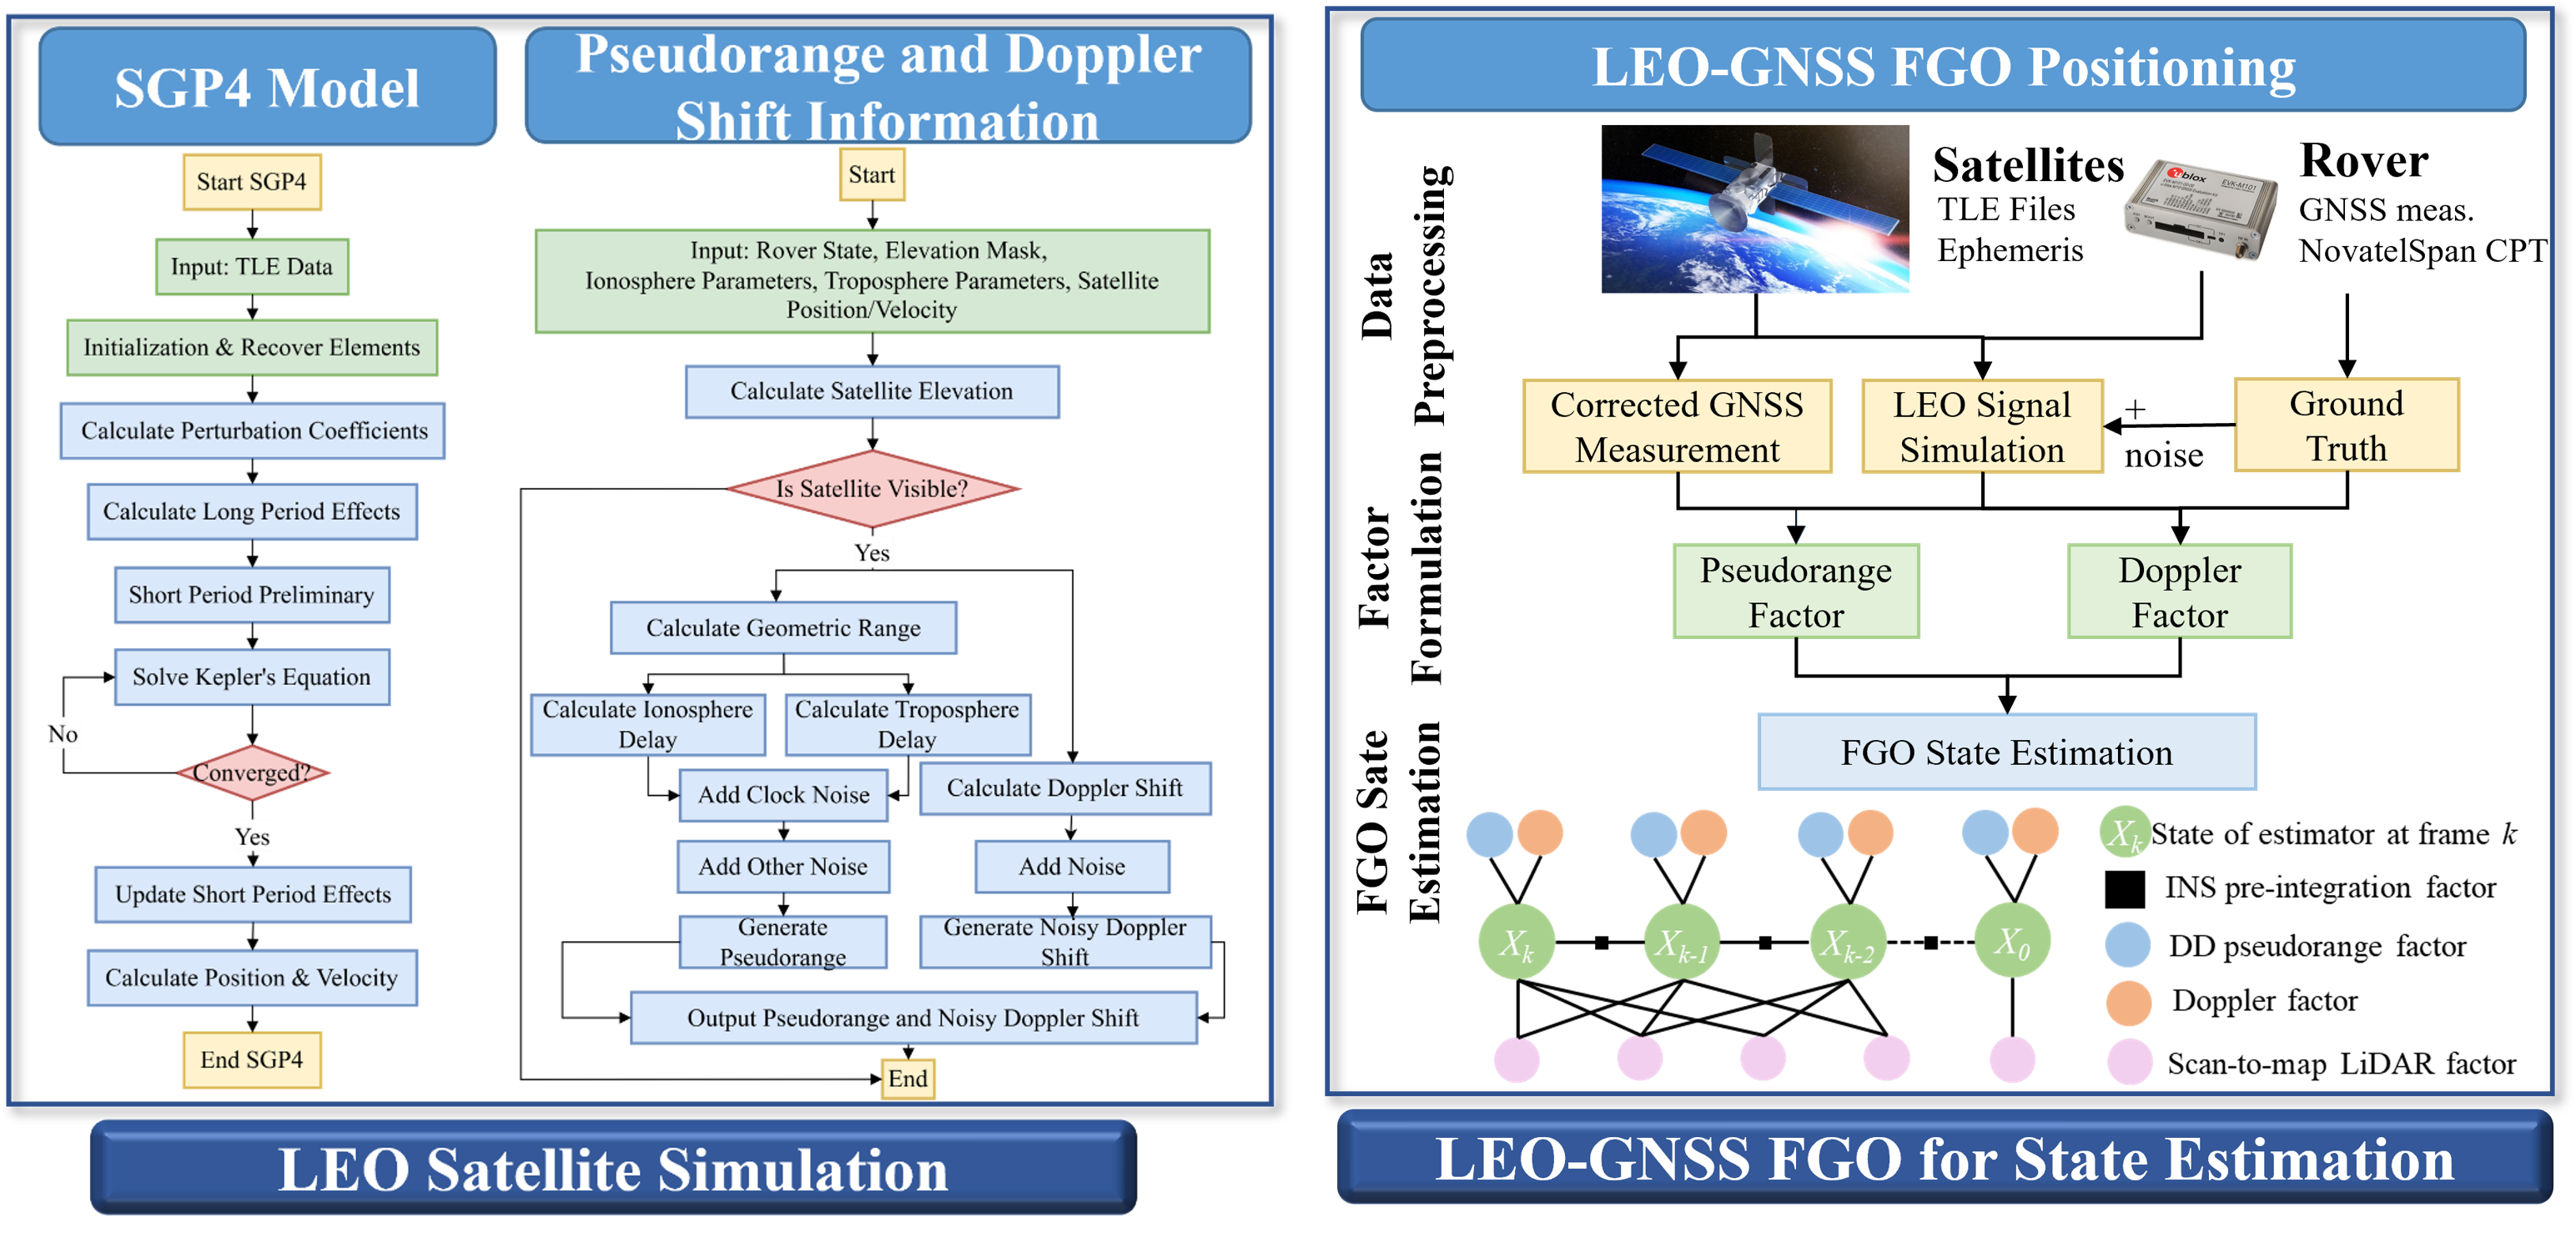 SGP4 Model
Start SGP4
Input: TLE Data
Initialization & Recover Elements
Calculate Perturbation Coefficients
Calculate Long Period Effects
Short Period Preliminary
Solve Kepler's Equation
No
Converged?
Yes
Update Short Period Effects
Calculate Position & Velocity
End SGP4
Pseudorange and Doppler
Shift Information
Start
Input: Rover State, Elevation Mask,
Ionosphere Parameters, Troposphere Parameters, Satellite
Position/Velocity
Calculate Satellite Elevation
Is Satellite Visible?
Yes
Calculate Geometric Range
Calculate Ionosphere
Delay
Calculate Troposphere
Delay
Add Clock Noise
Calculate Doppler Shift
Add Other Noise
Add Noise
Generate
Pseudorange
Generate Noisy Doppler
Shift
Output Pseudorange and Noisy Doppler Shift
End
LEO Satellite Simulation
LEO-GNSS FGO Positioning
Data
Preprocessing
Satellites
TLE Files
Ephemeris
ublox
EVK-M101
Rover
GNSS meas.
NovatelSpan CPT
Corrected GNSS
Measurement
LEO Signal
Simulation
+
noise
Ground
Truth
Factor
Formulation
Pseudorange
Factor
Doppler
Factor
FGO Sate
Estimation
FGO State Estimation
Xk
Xk-1
Xk-2
X0
Xk State of estimator at frame k
INS pre-integration factor
DD pseudorange factor
Doppler factor
Scan-to-map LiDAR factor
LEO-GNSS FGO for State Estimation